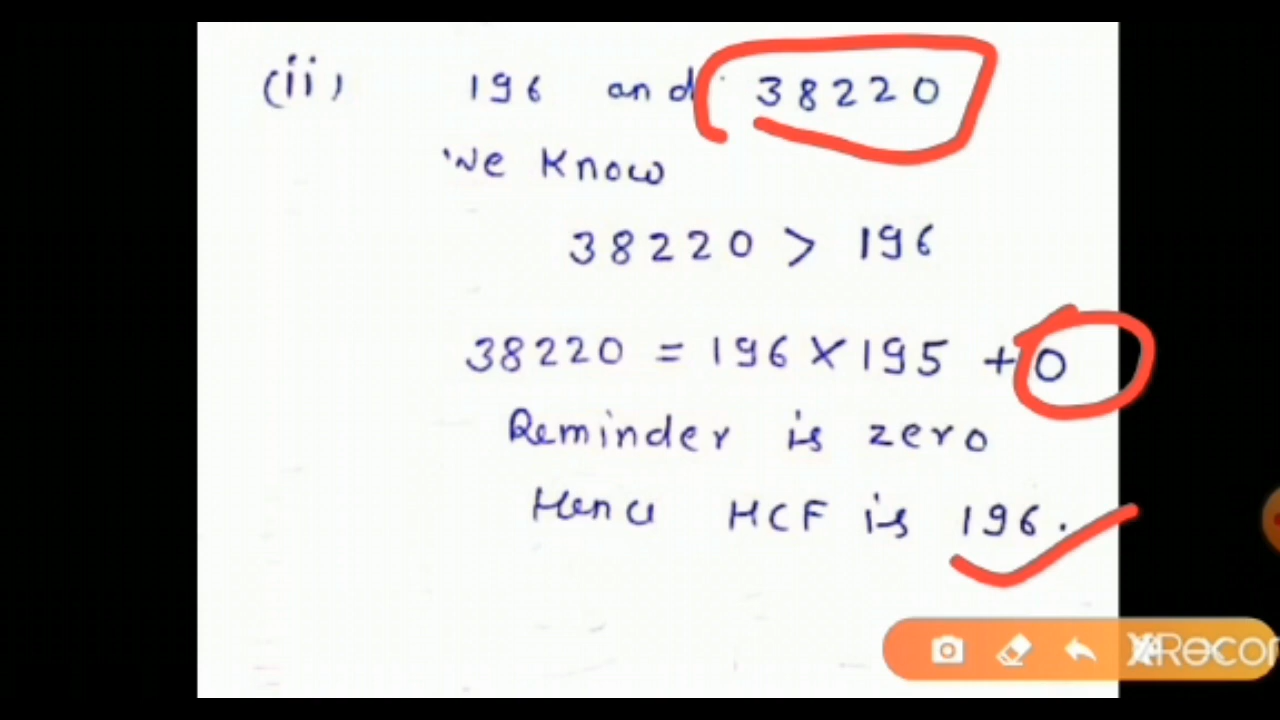 (ii) 196 and 38220
We Know
38220 > 196
38220 = 196 × 195 + 0
Reminder is zero
Hence HCF is 196.